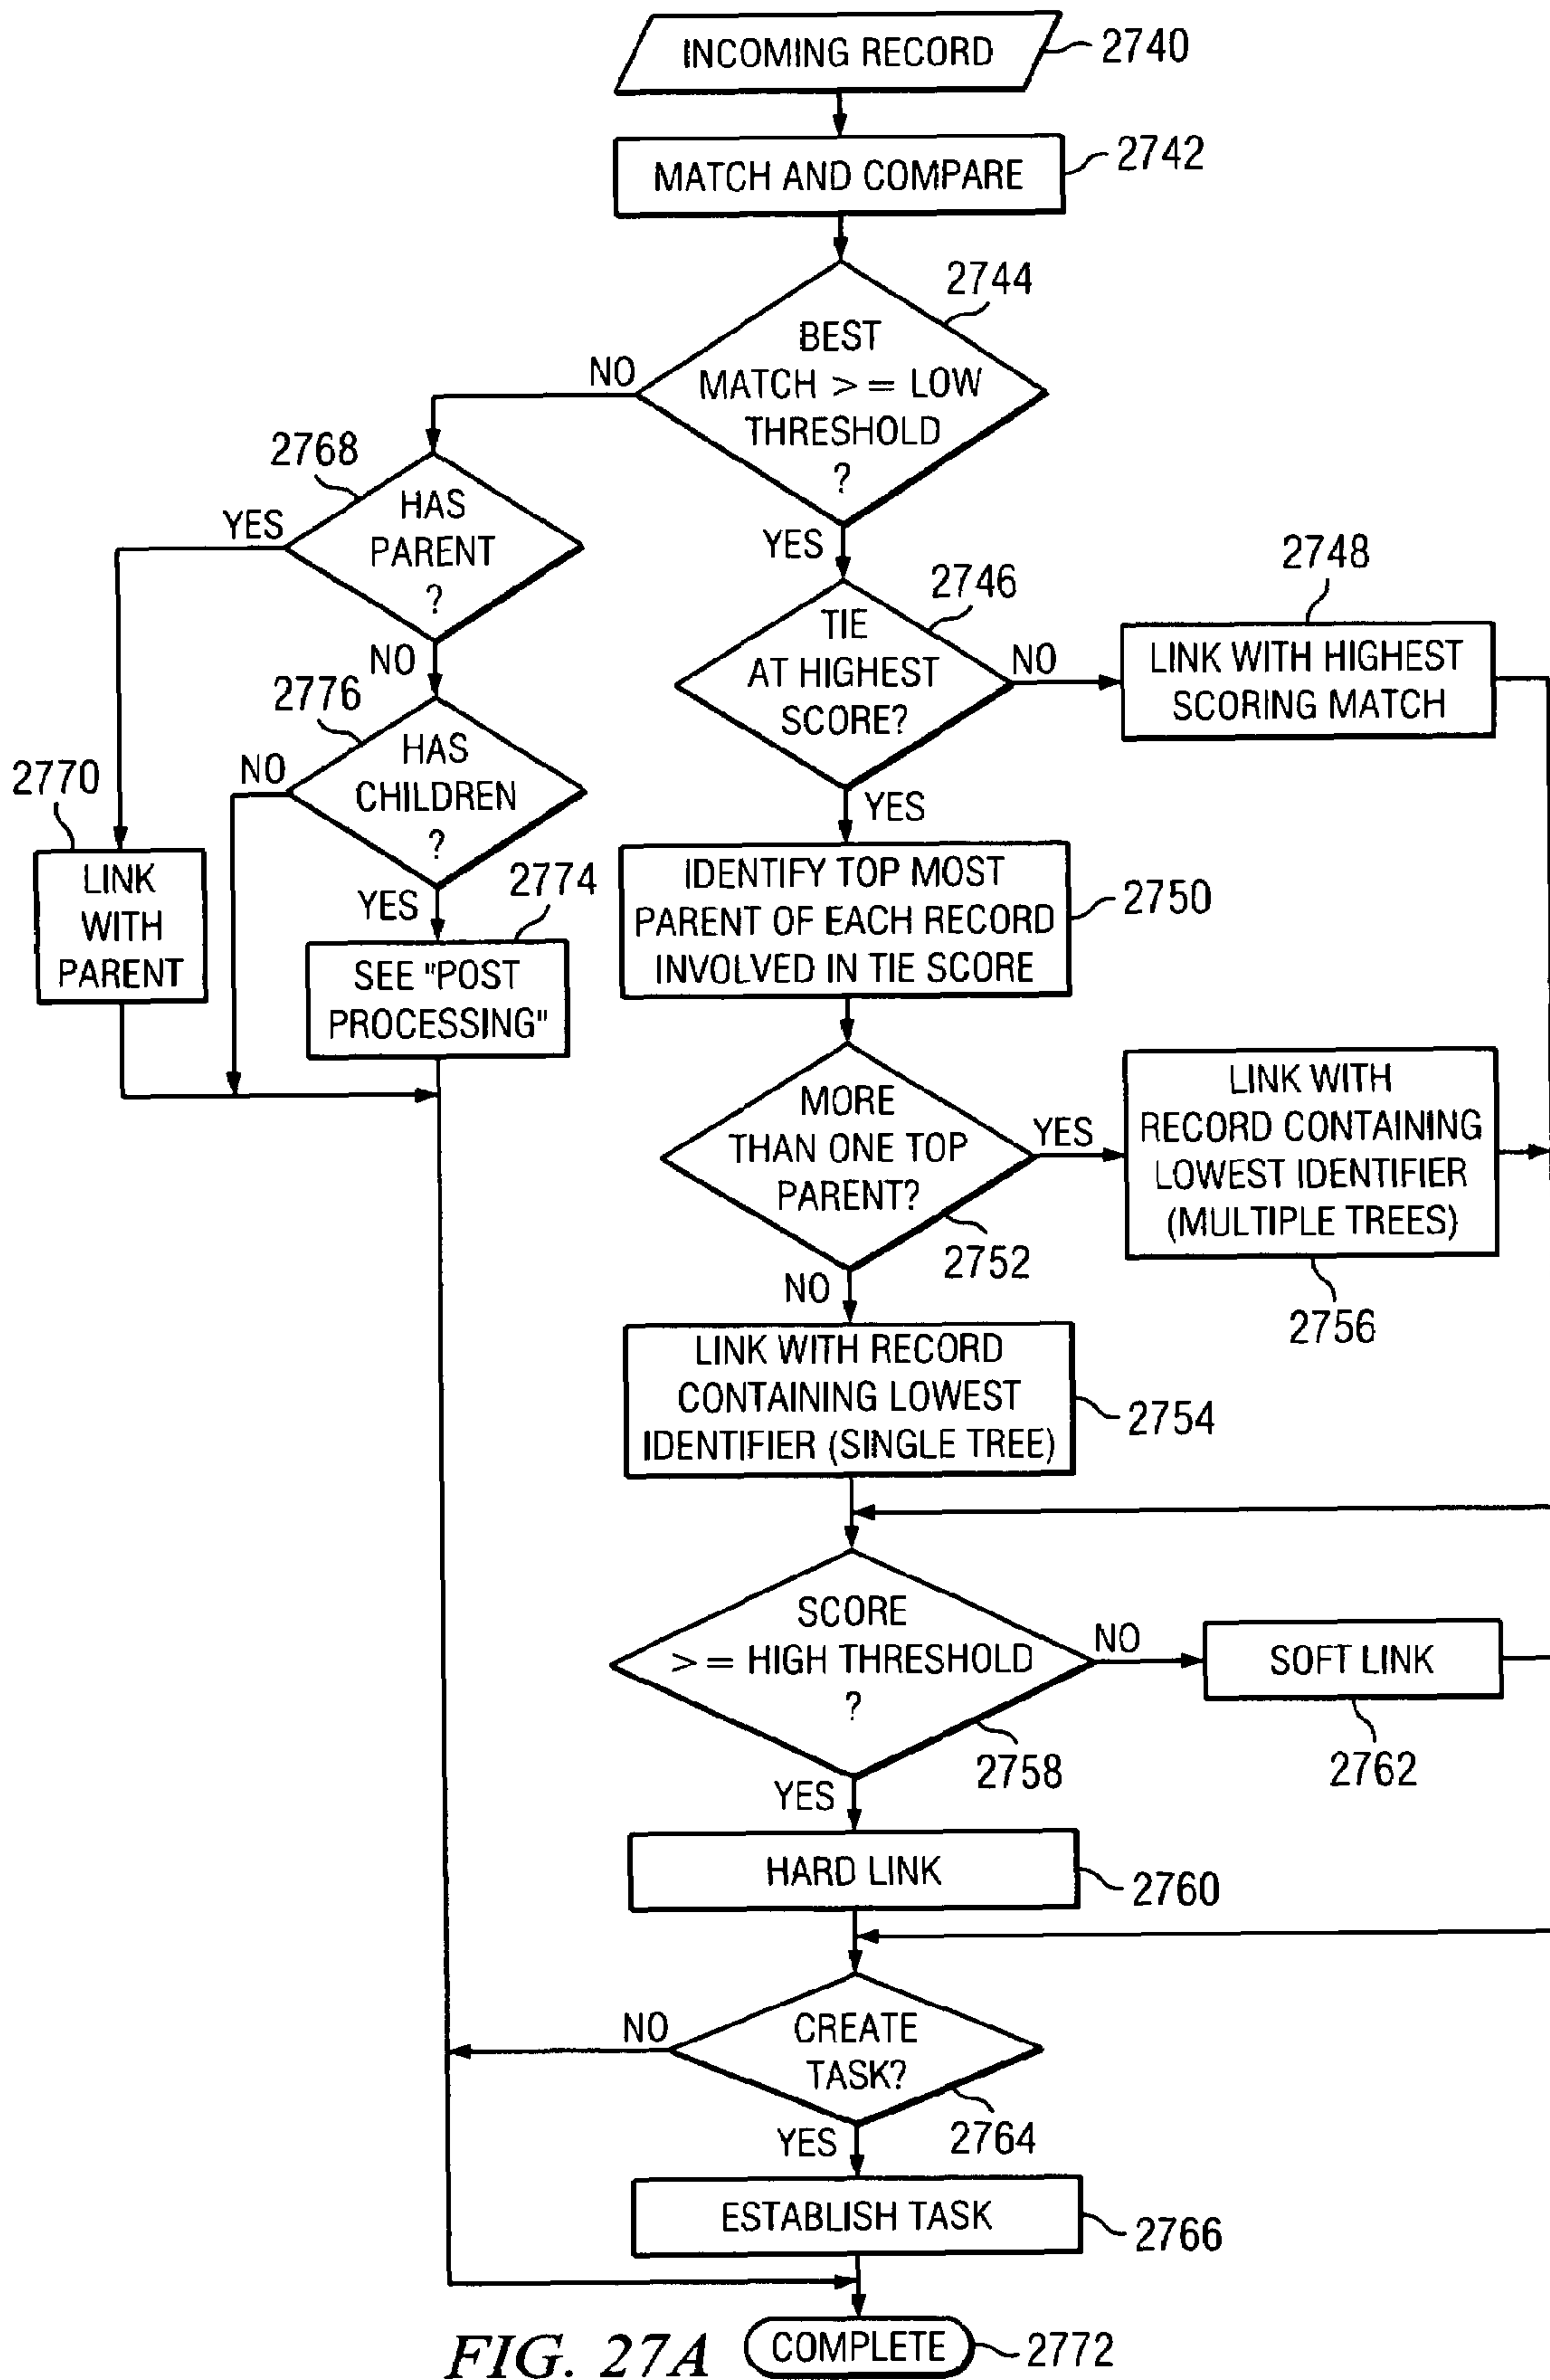 INCOMING RECORD
2740
MATCH AND COMPARE
2742
2744
BEST
MATCH > = LOW
THRESHOLD
?
NO
YES
2768
HAS
PARENT
?
YES
NO
2746
TIE
AT HIGHEST
SCORE?
NO
2748
LINK WITH HIGHEST
SCORING MATCH
2776
HAS
CHILDREN
?
NO
YES
2770
LINK
WITH
PARENT
2774
SEE "POST
PROCESSING"
YES
IDENTIFY TOP MOST
PARENT OF EACH RECORD
INVOLVED IN TIE SCORE
2750
MORE
THAN ONE TOP
PARENT?
YES
2752
NO
LINK WITH
RECORD CONTAINING
LOWEST IDENTIFIER
(MULTIPLE TREES)
2756
LINK WITH RECORD
CONTAINING LOWEST
IDENTIFIER (SINGLE TREE)
2754
SCORE
> = HIGH THRESHOLD
?
NO
2758
SOFT LINK
2762
YES
HARD LINK
2760
CREATE
TASK?
NO
2764
YES
ESTABLISH TASK
2766
FIG. 27A
COMPLETE
2772